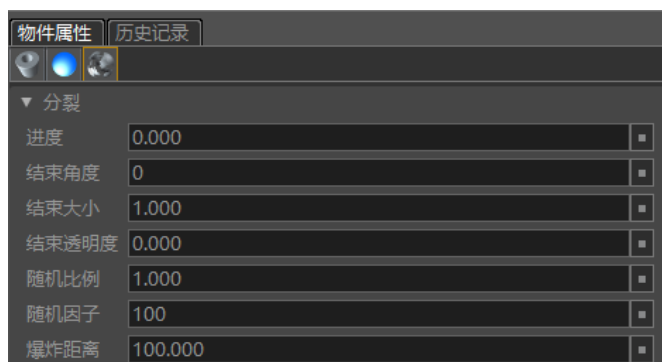 物件属性 历史记录
分裂
进度 0.000
结束角度 0
结束大小 1.000
结束透明度 0.000
随机比例 1.000
随机因子 100
爆炸距离 100.000